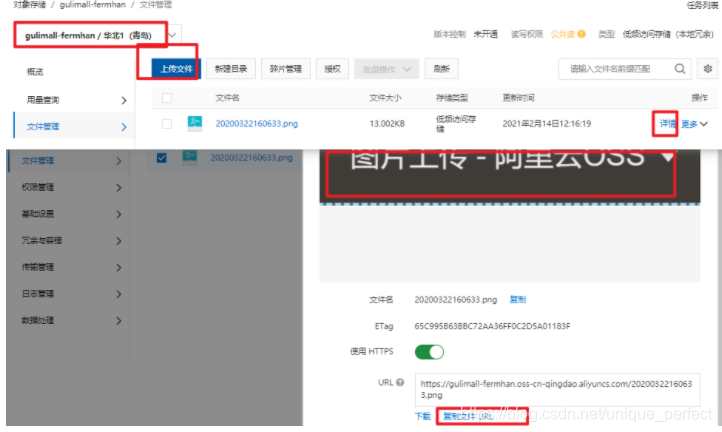 对象存储 / gulimall-fermhan / 文件管理 任务列表
gulimall-fermhan / 华北1（青岛） 版本控制 未开通 读写权限 公共读 类型 低频访问存储（本地冗余）
概览 上传文件 新建目录 碎片管理 授权 批量操作 刷新 请输入文件名前缀匹配
用量查询 文件名 文件大小 存储类型 更新时间 操作
文件管理 20200322160633.png 13.002KB 低频访问存储 2021年2月14日12:16:19 详情 更多
文件管理 20200322160633.png 图片上传 - 阿里云OSS
权限管理
基础设置
冗余与容错
传输管理
日志管理
数据处理
文件名 20200322160633.png 复制
ETag 65C995B63BBC72AA36FF0C2D5A01183F
使用 HTTPS
URL https://gulimall-fermhan.oss-cn-qingdao.aliyuncs.com/20200322160633.png
下载 复制文件 URL
https://blog.csdn.net/unique_perfect